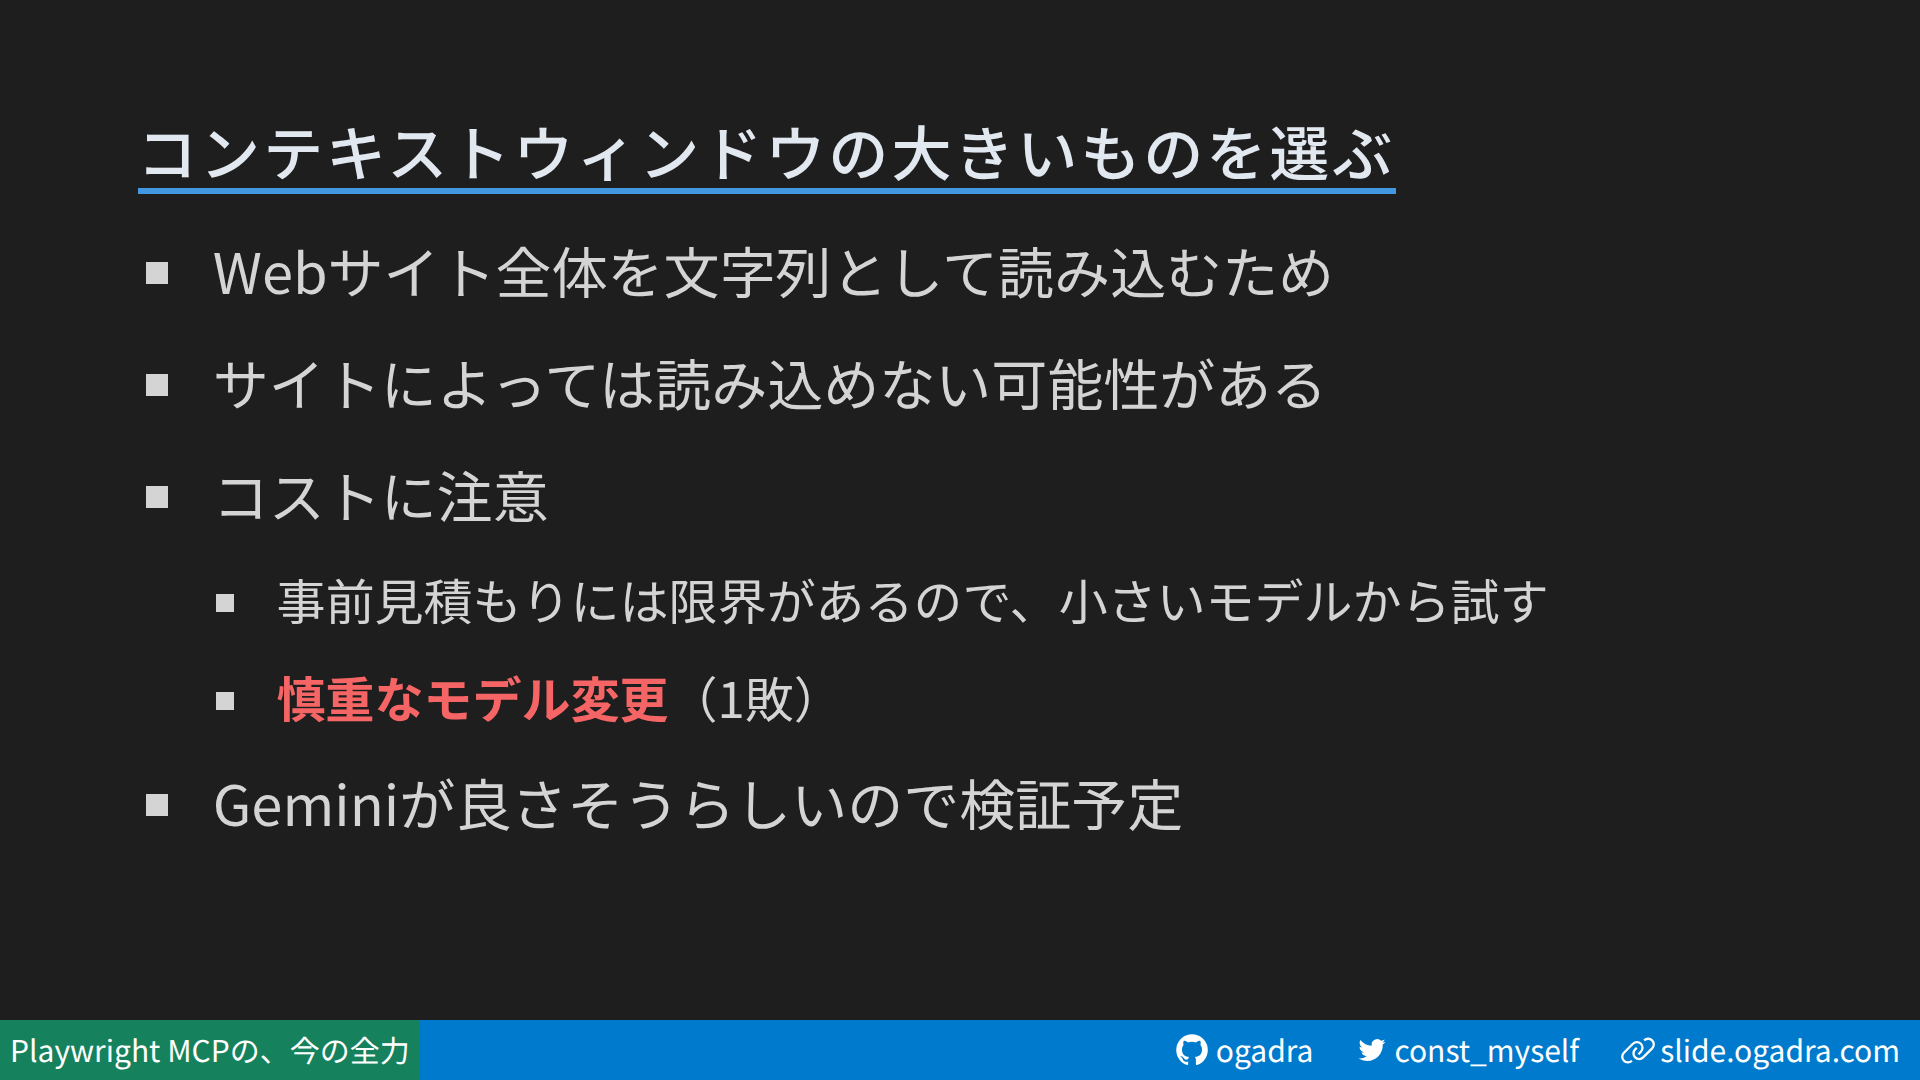 コンテキストウィンドウの大きいものを選ぶ
Webサイト全体を文字列として読み込むため
サイトによっては読み込めない可能性がある
コストに注意
事前見積もりには限界があるので、小さいモデルから試す
慎重なモデル変更（1敗）
Geminiが良さそうらしいので検証予定
Playwright MCPの、今の全力
ogadra
const_myself
slide.ogadra.com